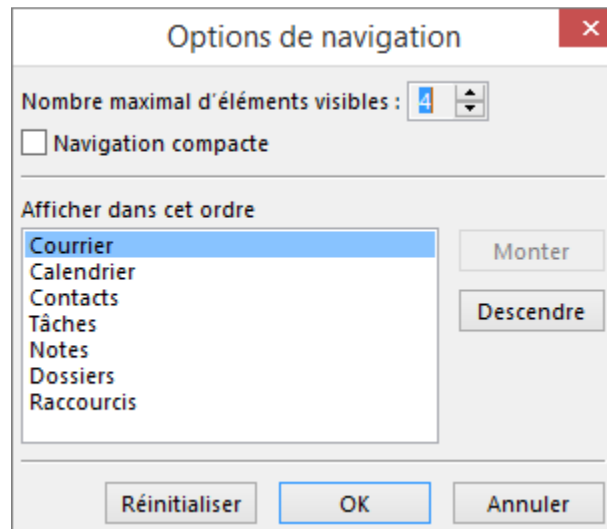 Options de navigation
Nombre maximal d’éléments visibles : 4
Navigation compacte
Afficher dans cet ordre
Courrier
Calendrier
Contacts
Tâches
Notes
Dossiers
Raccourcis
Monter
Descendre
Réinitialiser OK Annuler